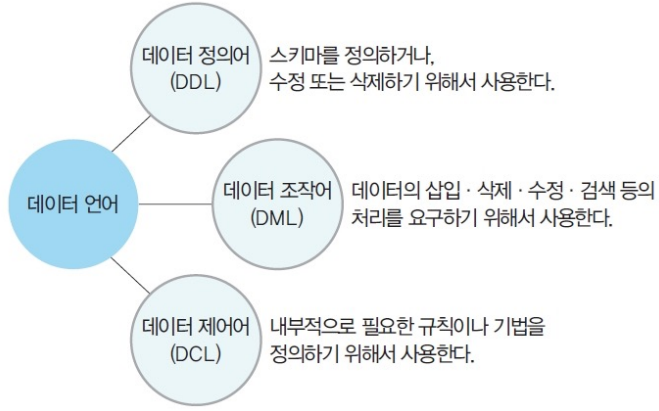 데이터 정의어
(DDL)
스키마를 정의하거나,
수정 또는 삭제하기 위해서 사용한다.
데이터 언어
데이터 조작어
(DML)
데이터의 삽입 · 삭제 · 수정 · 검색 등의
처리를 요구하기 위해서 사용한다.
데이터 제어어
(DCL)
내부적으로 필요한 규칙이나 기법을
정의하기 위해서 사용한다.